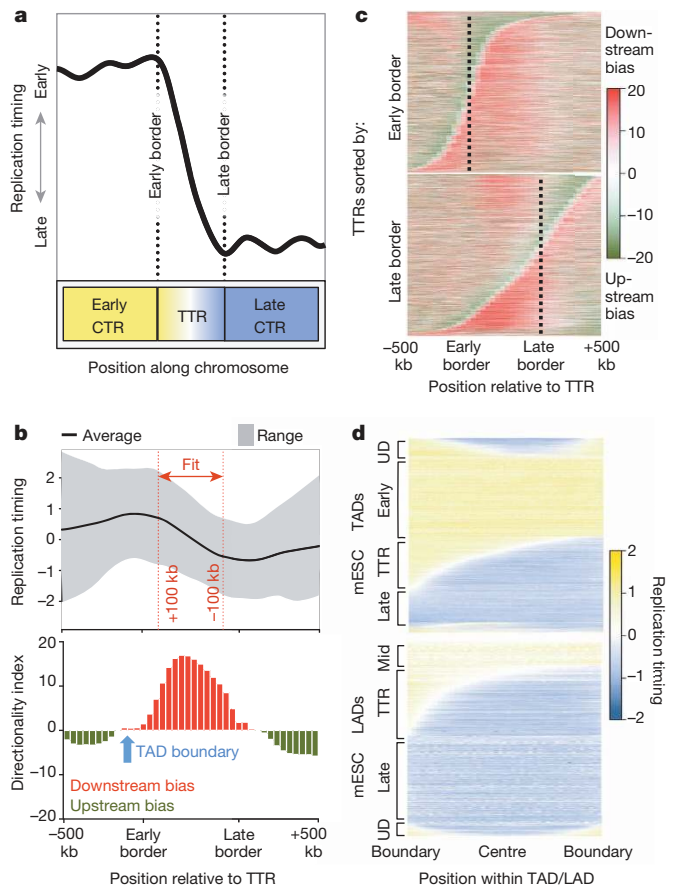 a
Replication timing
Early
Late
Early border
Late border
Early
CTR
TTR
Late
CTR
Position along chromosome
b
Average
Range
Fit
Replication timing
2
1
0
−1
−2
+100 kb
−100 kb
Directionality index
20
10
0
−10
−20
TAD boundary
Downstream bias
Upstream bias
−500
kb
Early
border
Late
border
+500
kb
Position relative to TTR
c
TTRs sorted by:
Early border
Late border
Down-
stream
bias
20
10
0
−10
−20
Up-
stream
bias
−500
kb
Early
border
Late
border
+500
kb
Position relative to TTR
d
mESC TADs
UD
Early
TTR
Late
mESC LADs
Mid
TTR
Late
UD
2
1
0
−1
−2
Replication timing
Boundary
Centre
Boundary
Position within TAD/LAD